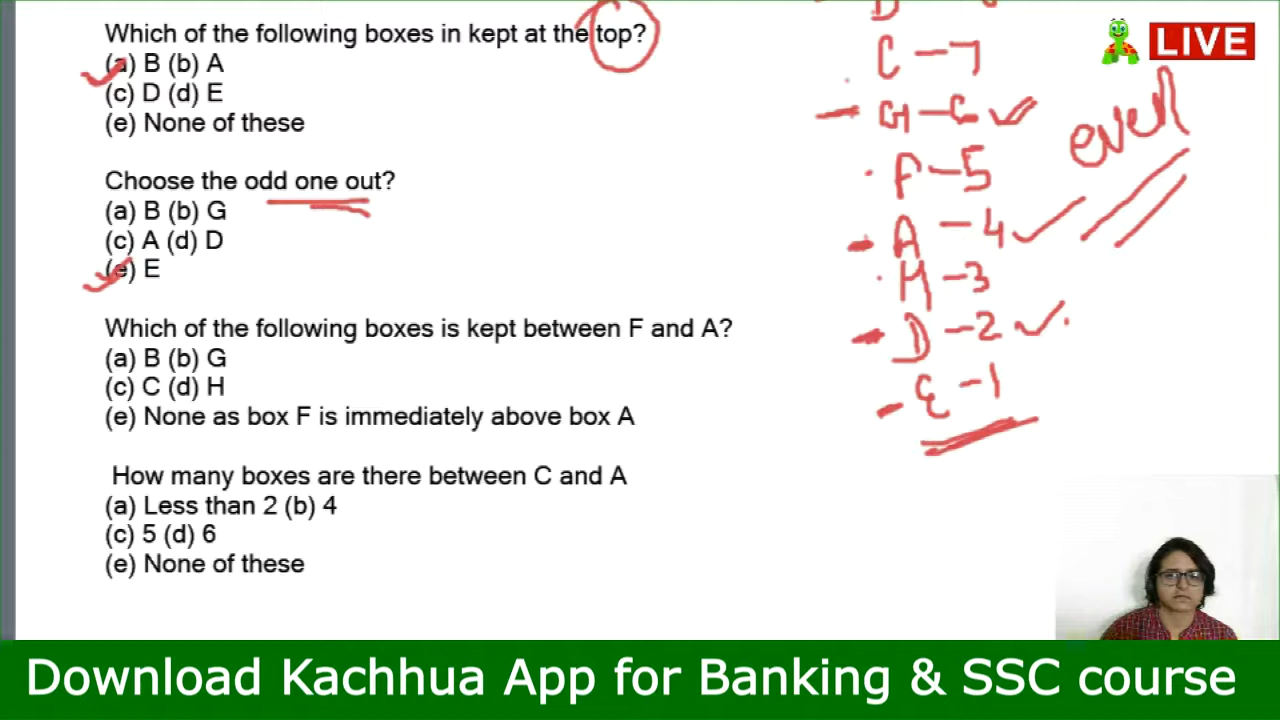 Which of the following boxes in kept at the top?
(a) B (b) A
(c) D (d) E
(e) None of these
Choose the odd one out?
(a) B (b) G
(c) A (d) D
(e) E
Which of the following boxes is kept between F and A?
(a) B (b) G
(c) C (d) H
(e) None as box F is immediately above box A
How many boxes are there between C and A
(a) Less than 2 (b) 4
(c) 5 (d) 6
(e) None of these
C - 7
G - 6
F - 5
A - 4
H - 3
D - 2
E - 1
even
LIVE
Download Kachhua App for Banking & SSC course